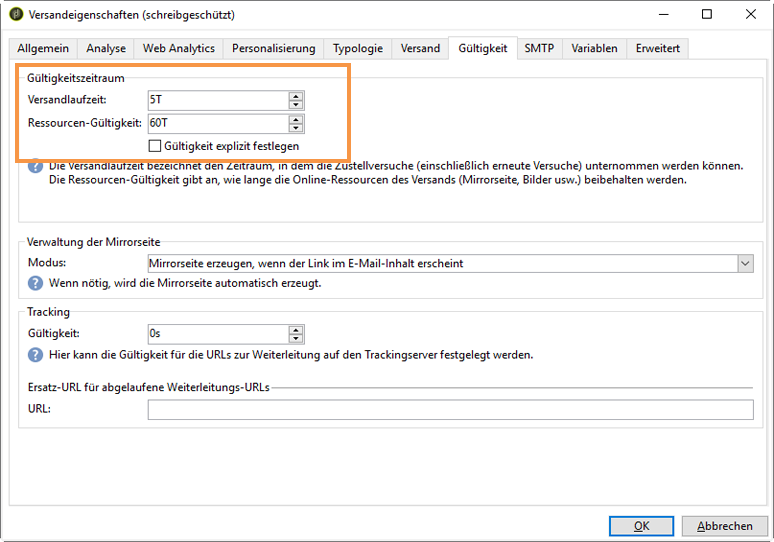 Versandeigenschaften (schreibgeschützt)
Allgemein Analyse Web Analytics Personalisierung Typologie Versand Gültigkeit SMTP Variablen Erweitert
Gültigkeitszeitraum
Versandlaufzeit: 5T
Ressourcen-Gültigkeit: 60T
Gültigkeit explizit festlegen
Die Versandlaufzeit bezeichnet den Zeitraum, in dem die Zustellversuche (einschließlich erneute Versuche) unternommen werden können.
Die Ressourcen-Gültigkeit gibt an, wie lange die Online-Ressourcen des Versands (Mirrorseite, Bilder usw.) beibehalten werden.
Verwaltung der Mirrorseite
Modus: Mirrorseite erzeugen, wenn der Link im E-Mail-Inhalt erscheint
Wenn nötig, wird die Mirrorseite automatisch erzeugt.
Tracking
Gültigkeit: 0s
Hier kann die Gültigkeit für die URLs zur Weiterleitung auf den Trackingserver festgelegt werden.
Ersatz-URL für abgelaufene Weiterleitungs-URLs
URL:
OK Abbrechen